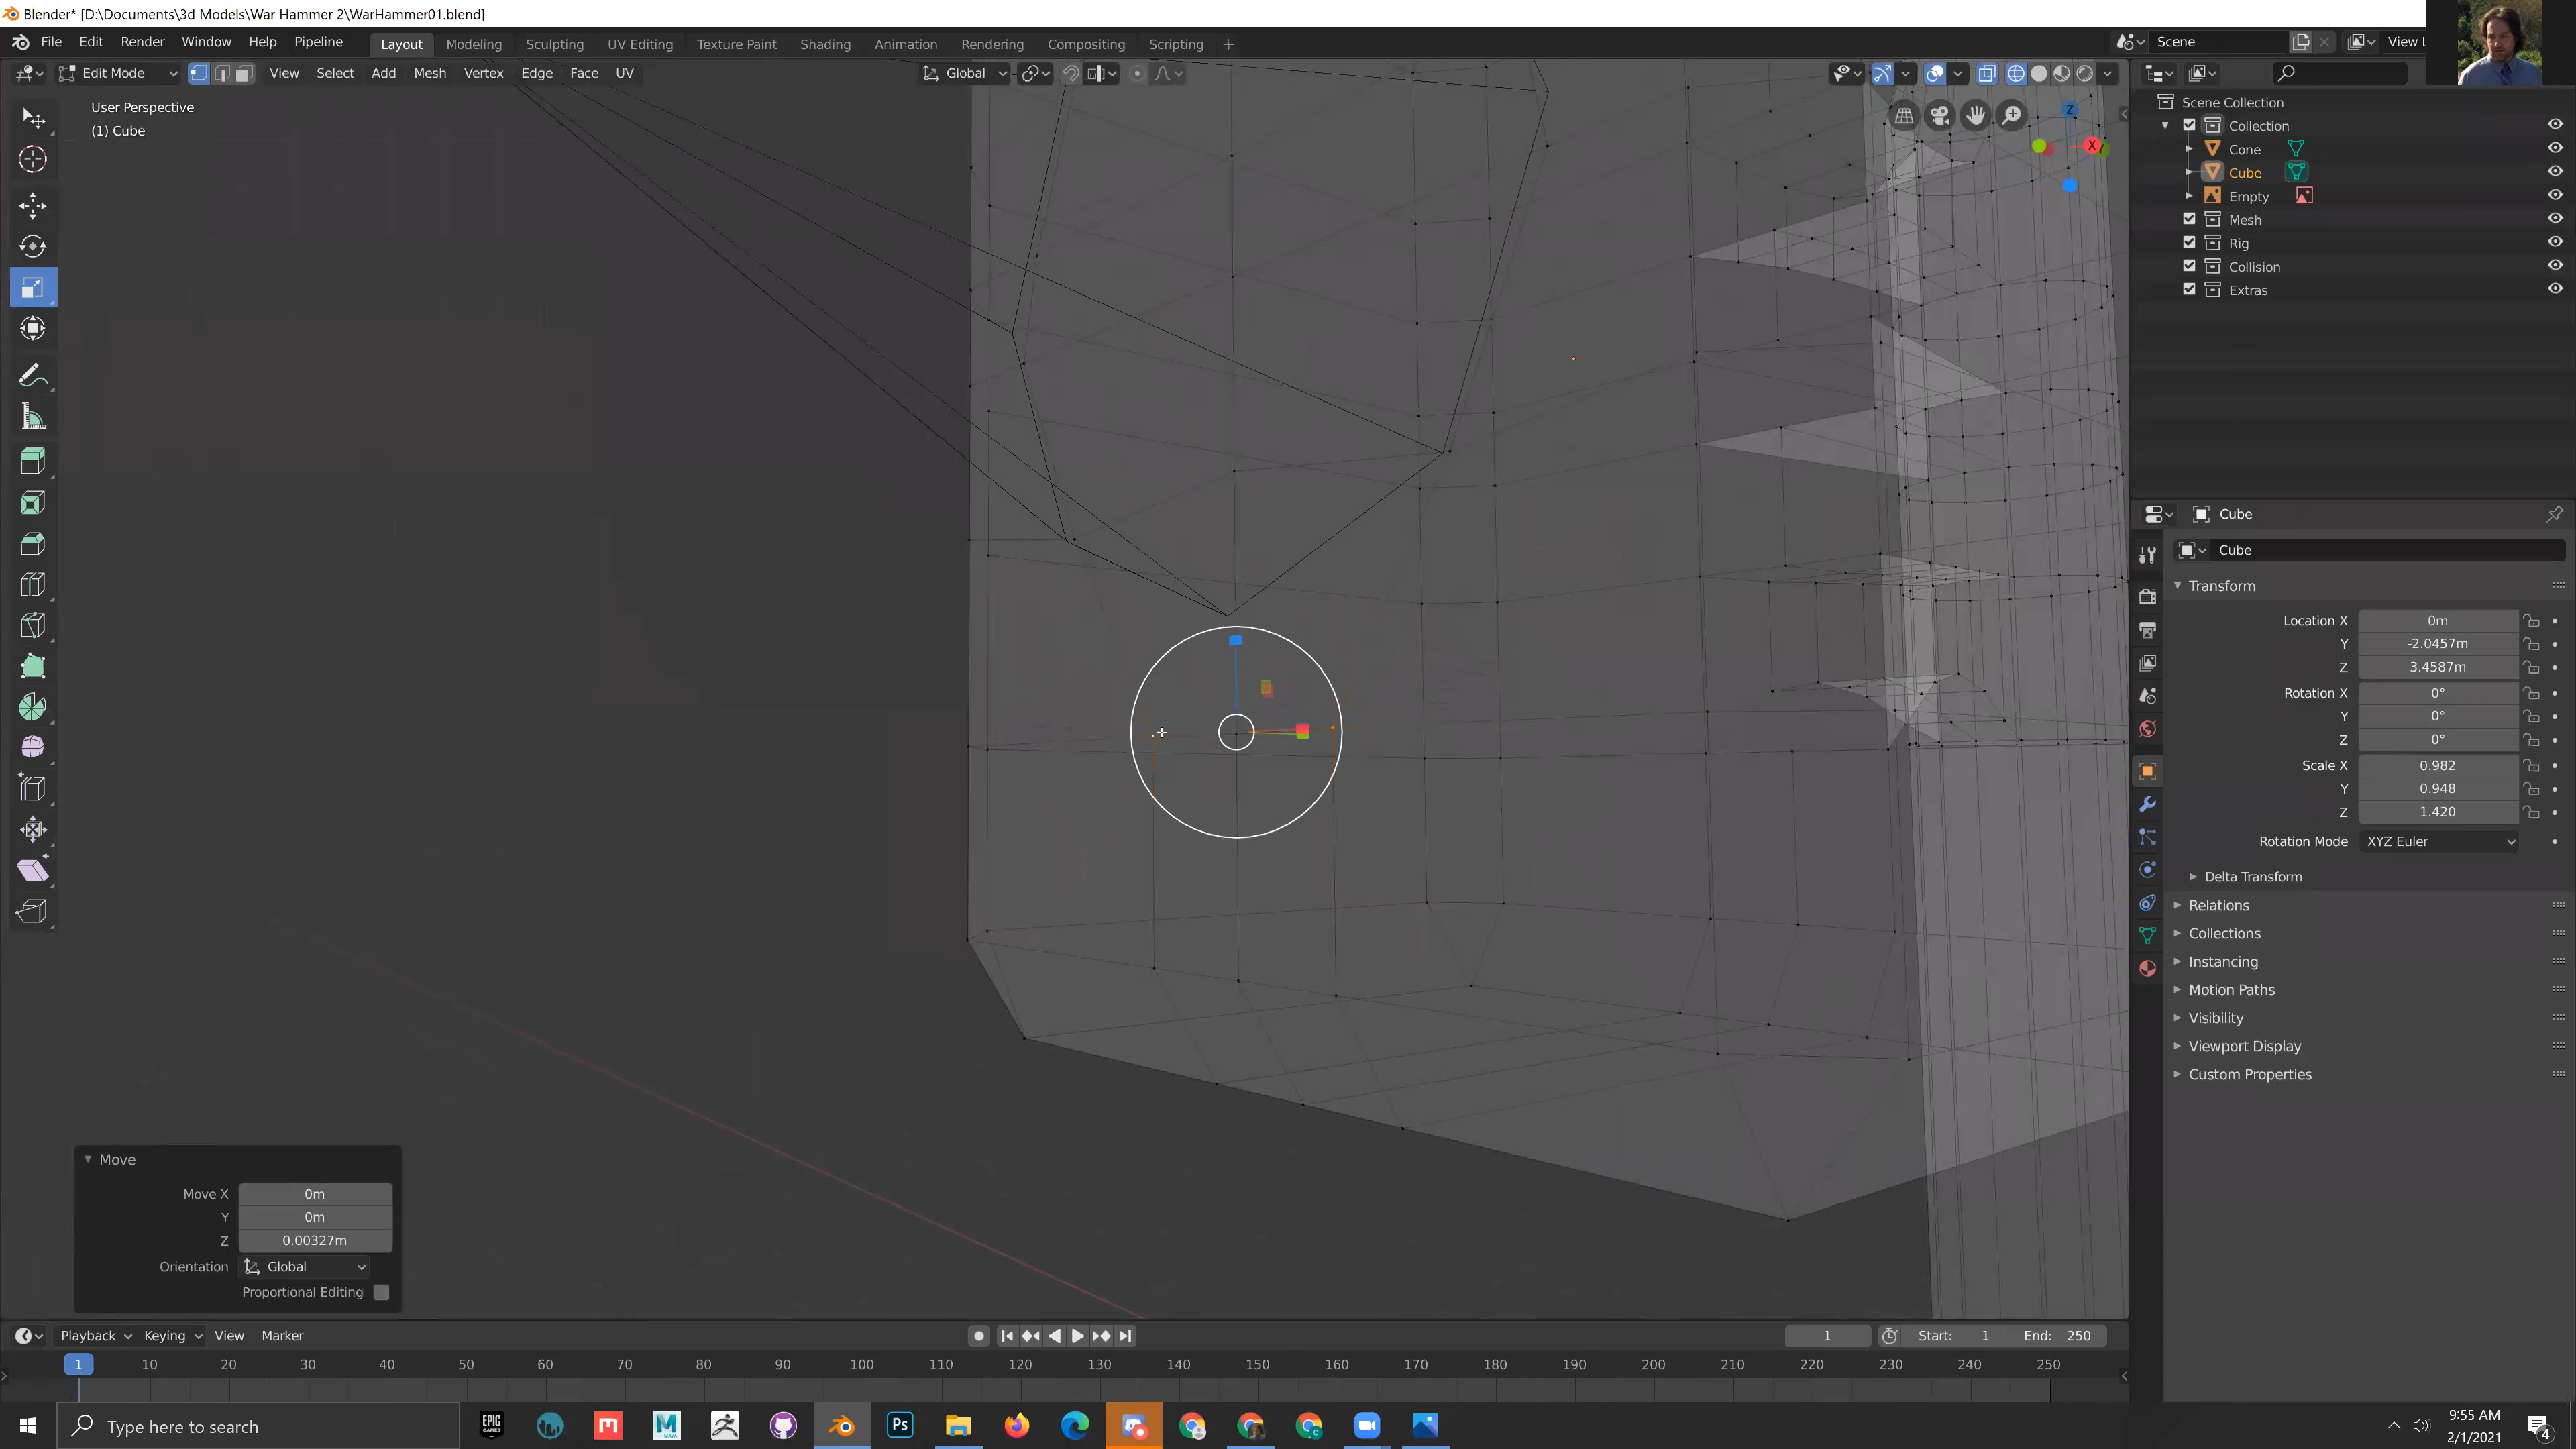 Blender* [D:\Documents\3d Models\War Hammer 2\WarHammer01.blend]
File Edit Render Window Help Pipeline Layout Modeling Sculpting UV Editing Texture Paint Shading Animation Rendering Compositing Scripting + Scene View L
Edit Mode View Select Add Mesh Vertex Edge Face UV Global
User Perspective
(1) Cube
Z
X
Scene Collection
Collection
Cone
Cube
Empty
Mesh
Rig
Collision
Extras
Cube
Cube
Transform
Location X 0m
Y -2.0457m
Z 3.4587m
Rotation X 0°
Y 0°
Z 0°
Scale X 0.982
Y 0.948
Z 1.420
Rotation Mode XYZ Euler
Delta Transform
Relations
Collections
Instancing
Motion Paths
Visibility
Viewport Display
Custom Properties
Move
Move X 0m
Y 0m
Z 0.00327m
Orientation Global
Proportional Editing
Playback Keying View Marker 1 Start: 1 End: 250
1 10 20 30 40 50 60 70 80 90 100 110 120 130 140 150 160 170 180 190 200 210 220 230 240 250
Type here to search
EPIC GAMES
Ps
9:55 AM
2/1/2021
4